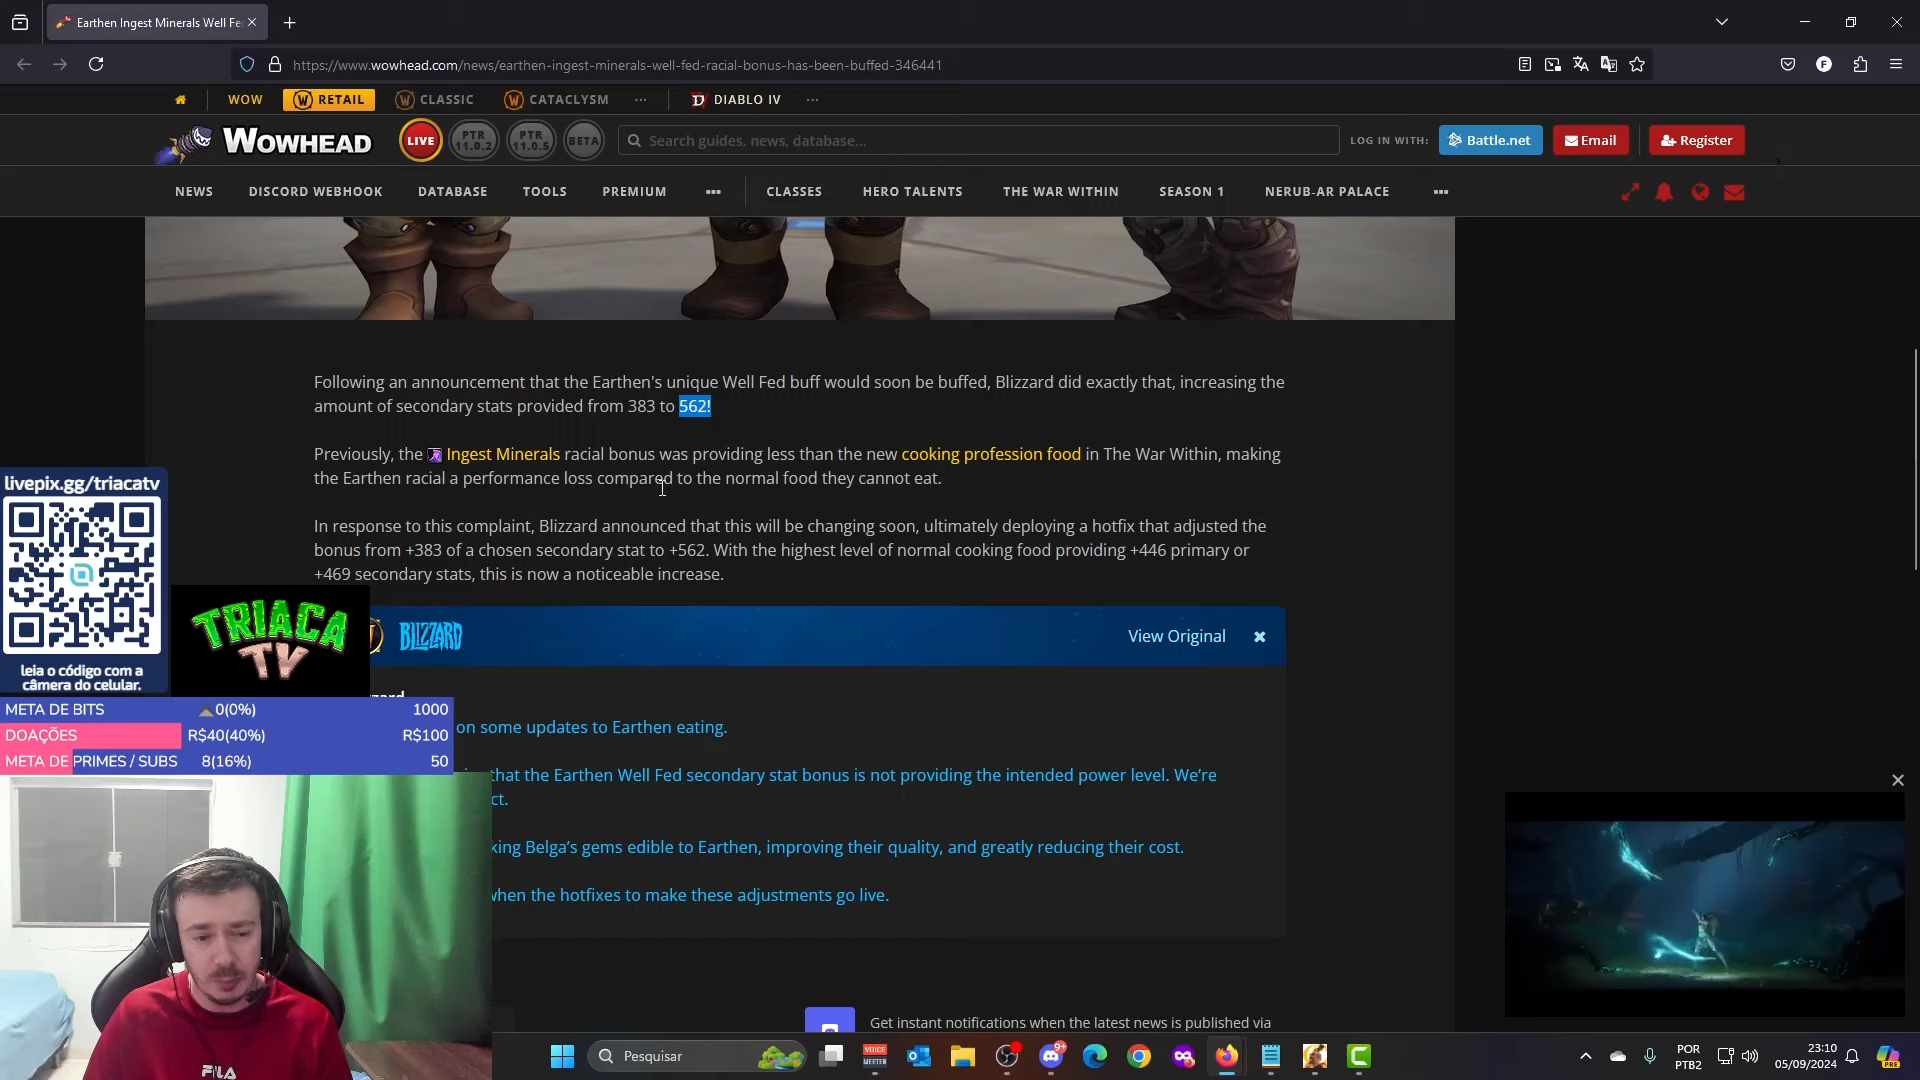 Earthen Ingest Minerals Well Fe
https://www.wowhead.com/news/earthen-ingest-minerals-well-fed-racial-bonus-has-been-buffed-346441
WOW RETAIL CLASSIC CATACLYSM ... DIABLO IV ...
WOWHEAD LIVE PTR 11.0.2 PTR 11.0.5 BETA Search guides, news, database... LOG IN WITH: Battle.net Email Register
NEWS DISCORD WEBHOOK DATABASE TOOLS PREMIUM ... CLASSES HERO TALENTS THE WAR WITHIN SEASON 1 NERUB-AR PALACE ...
Following an announcement that the Earthen's unique Well Fed buff would soon be buffed, Blizzard did exactly that, increasing the
amount of secondary stats provided from 383 to 562!
Previously, the Ingest Minerals racial bonus was providing less than the new cooking profession food in The War Within, making
the Earthen racial a performance loss compared to the normal food they cannot eat.
In response to this complaint, Blizzard announced that this will be changing soon, ultimately deploying a hotfix that adjusted the
bonus from +383 of a chosen secondary stat to +562. With the highest level of normal cooking food providing +446 primary or
+469 secondary stats, this is now a noticeable increase.
BLIZZARD View Original
on some updates to Earthen eating.
that the Earthen Well Fed secondary stat bonus is not providing the intended power level. We're
ct.
king Belga's gems edible to Earthen, improving their quality, and greatly reducing their cost.
when the hotfixes to make these adjustments go live.
Get instant notifications when the latest news is published via
livepix.gg/triacatv
leia o código com a
câmera do celular.
TRIACA
TV
META DE BITS 0(0%) 1000
DOAÇÕES R$40(40%) R$100
META DE PRIMES / SUBS 8(16%) 50
FILA
Pesquisar
VOICE
MEETER
9+
POR
PTB2
23:10
05/09/2024
PRE